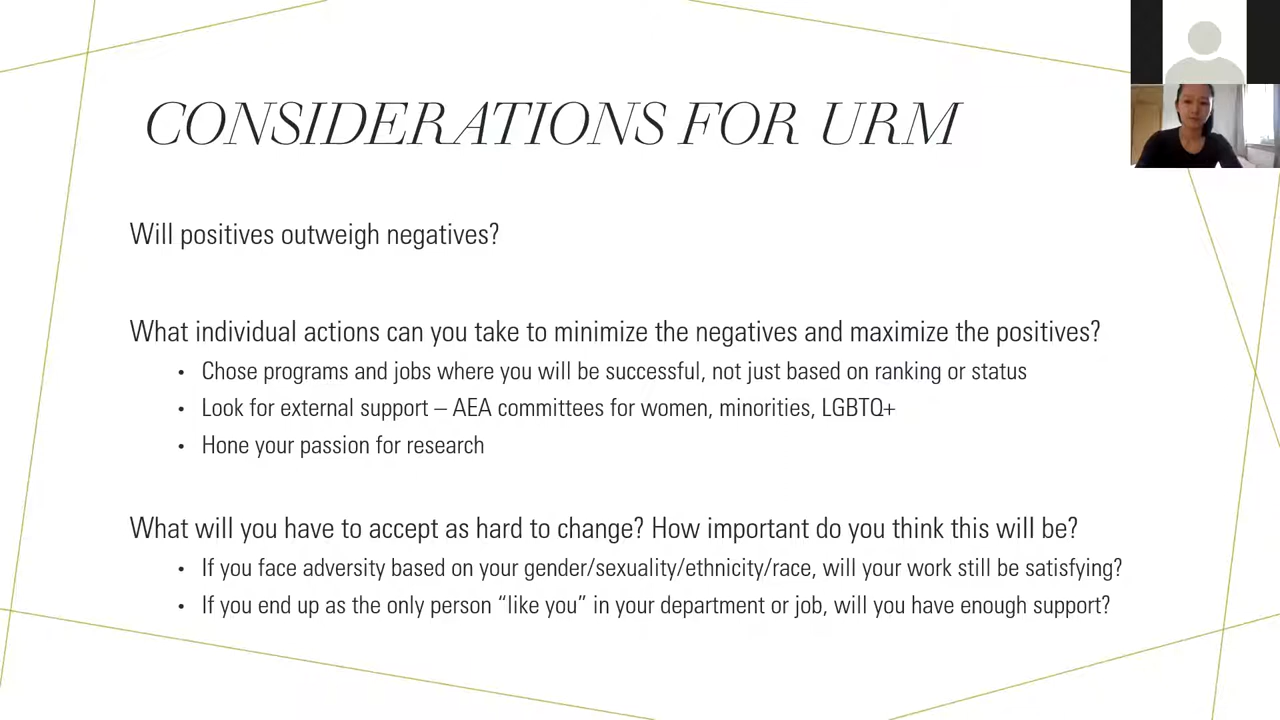 CONSIDERATIONS FOR URM
Will positives outweigh negatives?
What individual actions can you take to minimize the negatives and maximize the positives?
• Chose programs and jobs where you will be successful, not just based on ranking or status
• Look for external support – AEA committees for women, minorities, LGBTQ+
• Hone your passion for research
What will you have to accept as hard to change? How important do you think this will be?
• If you face adversity based on your gender/sexuality/ethnicity/race, will your work still be satisfying?
• If you end up as the only person “like you” in your department or job, will you have enough support?